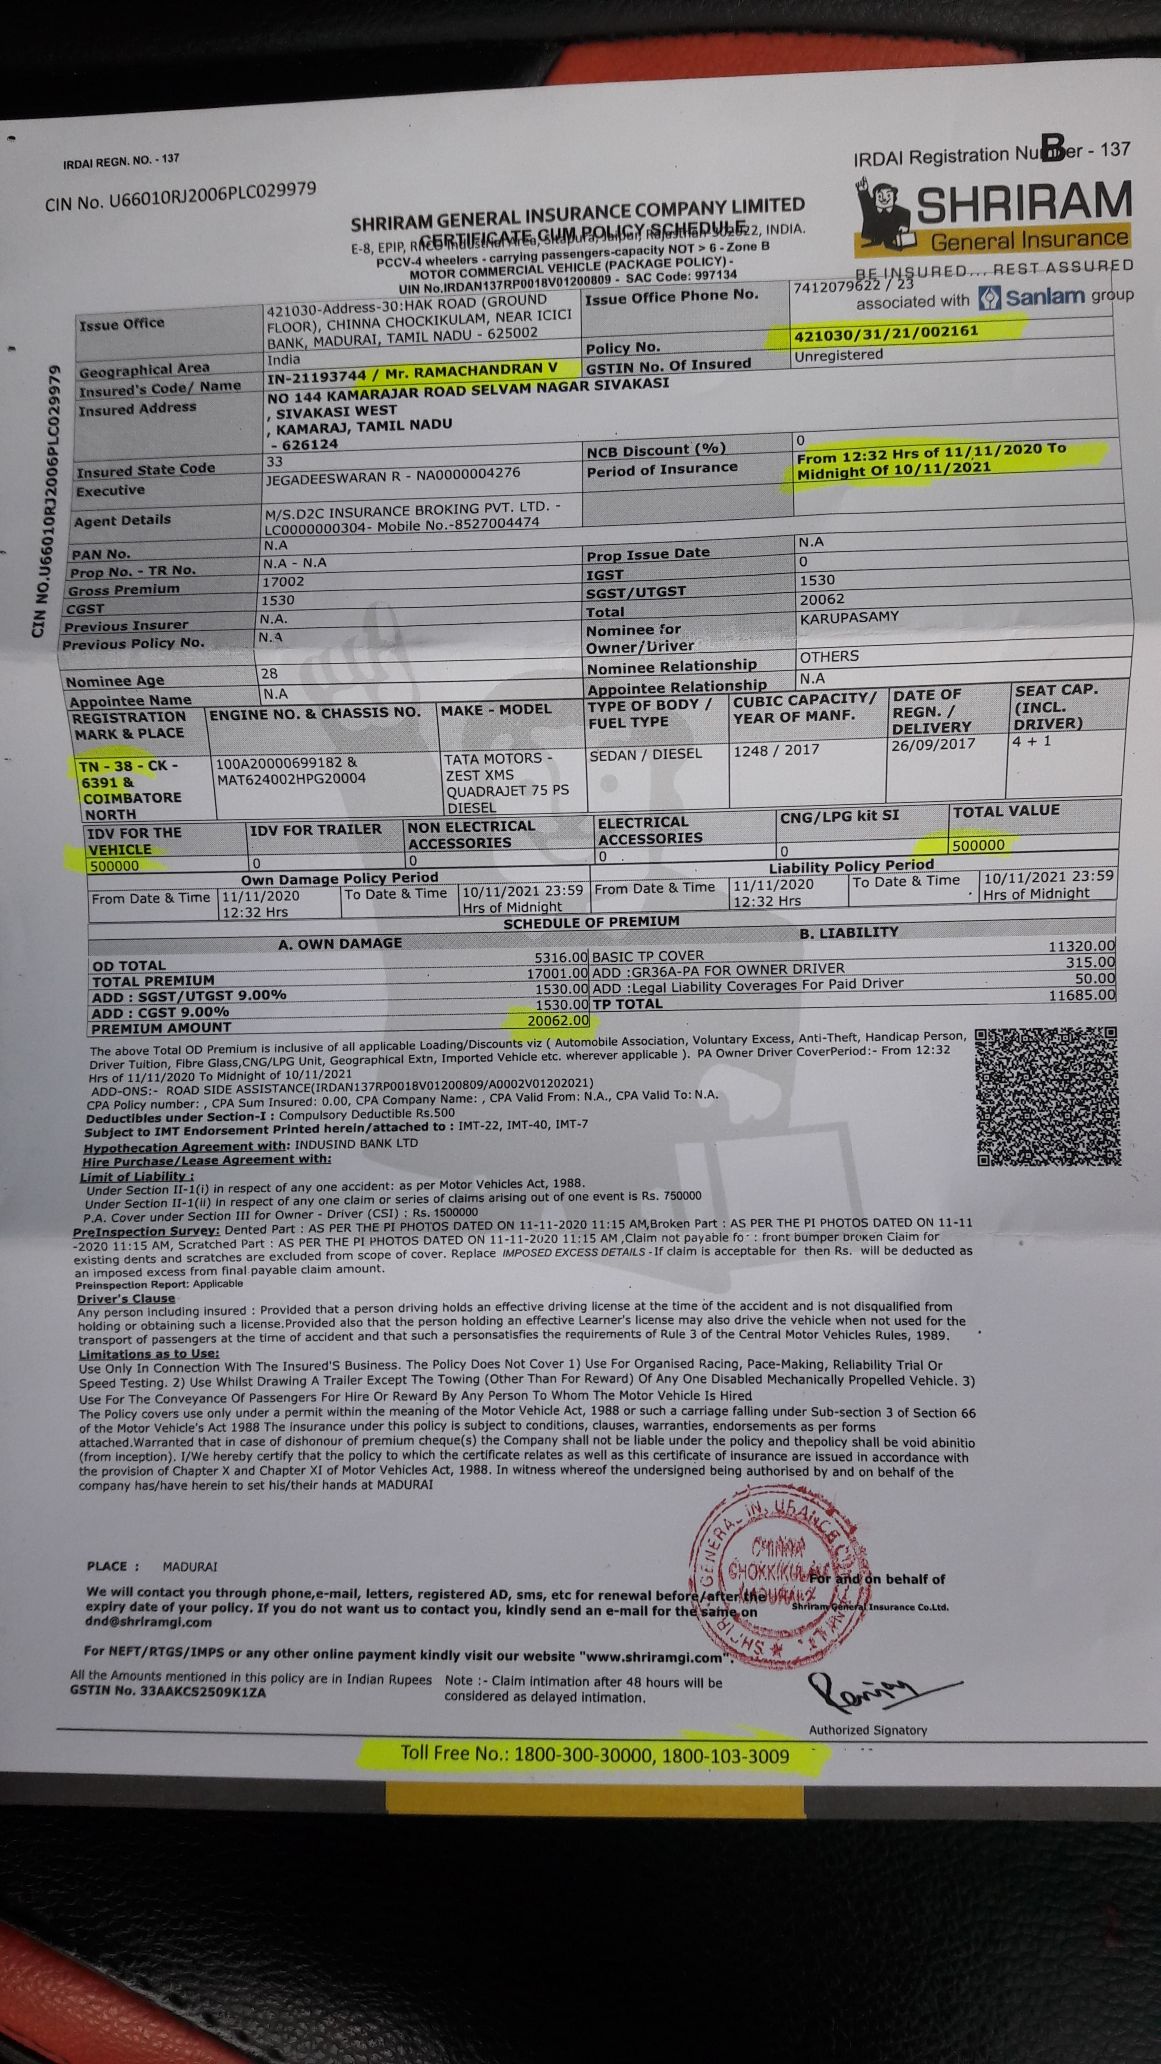 IRDAI REGN. NO. - 137
IRDAI Registration Number - 137
B
CIN No. U66010RJ2006PLC029979
SHRIRAM
General Insurance
BE INSURED... REST ASSURED
associated with Sanlam group
SHRIRAM GENERAL INSURANCE COMPANY LIMITED
CERTIFICATE CUM POLICY SCHEDULE
E-8, EPIP, RIICO Industrial Area, Sitapura, Jaipur, Rajasthan 302022, INDIA.
PCCV-4 wheelers - carrying passengers-capacity NOT > 6 - Zone B
MOTOR COMMERCIAL VEHICLE (PACKAGE POLICY) -
UIN No.IRDAN137RP0018V01200809 - SAC Code: 997134
CIN NO.U66010RJ2006PLC029979
Issue Office 421030-Address-30:HAK ROAD (GROUND FLOOR), CHINNA CHOCKIKULAM, NEAR ICICI BANK, MADURAI, TAMIL NADU - 625002
Issue Office Phone No. 7412079622 / 23
Policy No. 421030/31/21/002161
Geographical Area India
GSTIN No. Of Insured Unregistered
Insured's Code/ Name IN-21193744 / Mr. RAMACHANDRAN V
Insured Address NO 144 KAMARAJAR ROAD SELVAM NAGAR SIVAKASI
, SIVAKASI WEST
, KAMARAJ, TAMIL NADU
- 626124
NCB Discount (%) 0
Insured State Code 33
Period of Insurance From 12:32 Hrs of 11/11/2020 To Midnight Of 10/11/2021
Executive JEGADEESWARAN R - NA0000004276
Agent Details M/S.D2C INSURANCE BROKING PVT. LTD. - LC0000000304- Mobile No.-8527004474
PAN No. N.A
Prop Issue Date N.A
Prop No. - TR No. N.A - N.A
IGST 0
Gross Premium 17002
SGST/UTGST 1530
CGST 1530
Total 20062
Previous Insurer N.A.
Nominee for Owner/Driver KARUPASAMY
Previous Policy No. N.A
Nominee Age 28
Nominee Relationship OTHERS
Appointee Name N.A
Appointee Relationship N.A
REGISTRATION MARK & PLACE
ENGINE NO. & CHASSIS NO.
MAKE - MODEL
TYPE OF BODY / FUEL TYPE
CUBIC CAPACITY/ YEAR OF MANF.
DATE OF REGN. / DELIVERY
SEAT CAP. (INCL. DRIVER)
TN - 38 - CK - 6391 & COIMBATORE NORTH
100A20000699182 & MAT624002HPG20004
TATA MOTORS - ZEST XMS QUADRAJET 75 PS DIESEL
SEDAN / DIESEL
1248 / 2017
26/09/2017
4 + 1
IDV FOR THE VEHICLE
IDV FOR TRAILER
NON ELECTRICAL ACCESSORIES
ELECTRICAL ACCESSORIES
CNG/LPG kit SI
TOTAL VALUE
500000 0 0 0 0 500000
Own Damage Policy Period
Liability Policy Period
From Date & Time 11/11/2020 12:32 Hrs
To Date & Time 10/11/2021 23:59 Hrs of Midnight
From Date & Time 11/11/2020 12:32 Hrs
To Date & Time 10/11/2021 23:59 Hrs of Midnight
SCHEDULE OF PREMIUM
A. OWN DAMAGE B. LIABILITY
OD TOTAL 5316.00 BASIC TP COVER 11320.00
TOTAL PREMIUM 17001.00 ADD :GR36A-PA FOR OWNER DRIVER 315.00
ADD : SGST/UTGST 9.00% 1530.00 ADD :Legal Liability Coverages For Paid Driver 50.00
ADD : CGST 9.00% 1530.00 TP TOTAL 11685.00
PREMIUM AMOUNT 20062.00
The above Total OD Premium is inclusive of all applicable Loading/Discounts viz ( Automobile Association, Voluntary Excess, Anti-Theft, Handicap Person,
Driver Tuition, Fibre Glass,CNG/LPG Unit, Geographical Extn, Imported Vehicle etc. wherever applicable ). PA Owner Driver CoverPeriod:- From 12:32
Hrs of 11/11/2020 To Midnight of 10/11/2021
ADD-ONS:- ROAD SIDE ASSISTANCE(IRDAN137RP0018V01200809/A0002V01202021)
CPA Policy number: , CPA Sum Insured: 0.00, CPA Company Name: , CPA Valid From: N.A., CPA Valid To: N.A.
Deductibles under Section-I : Compulsory Deductible Rs.500
Subject to IMT Endorsement Printed herein/attached to : IMT-22, IMT-40, IMT-7
Hypothecation Agreement with: INDUSIND BANK LTD
Hire Purchase/Lease Agreement with:
Limit of Liability :
Under Section II-1(i) in respect of any one accident: as per Motor Vehicles Act, 1988.
Under Section II-1(ii) in respect of any one claim or series of claims arising out of one event is Rs. 750000
P.A. Cover under Section III for Owner - Driver (CSI) : Rs. 1500000
PreInspection Survey: Dented Part : AS PER THE PI PHOTOS DATED ON 11-11-2020 11:15 AM,Broken Part : AS PER THE PI PHOTOS DATED ON 11-11
-2020 11:15 AM, Scratched Part : AS PER THE PI PHOTOS DATED ON 11-11-2020 11:15 AM ,Claim not payable for : front bumper broken Claim for
existing dents and scratches are excluded from scope of cover. Replace IMPOSED EXCESS DETAILS - If claim is acceptable for then Rs. will be deducted as
an imposed excess from final payable claim amount.
Preinspection Report: Applicable
Driver's Clause
Any person including insured : Provided that a person driving holds an effective driving license at the time of the accident and is not disqualified from
holding or obtaining such a license.Provided also that the person holding an effective Learner's license may also drive the vehicle when not used for the
transport of passengers at the time of accident and that such a personsatisfies the requirements of Rule 3 of the Central Motor Vehicles Rules, 1989.
Limitations as to Use:
Use Only In Connection With The Insured'S Business. The Policy Does Not Cover 1) Use For Organised Racing, Pace-Making, Reliability Trial Or
Speed Testing. 2) Use Whilst Drawing A Trailer Except The Towing (Other Than For Reward) Of Any One Disabled Mechanically Propelled Vehicle. 3)
Use For The Conveyance Of Passengers For Hire Or Reward By Any Person To Whom The Motor Vehicle Is Hired
The Policy covers use only under a permit within the meaning of the Motor Vehicle Act, 1988 or such a carriage falling under Sub-section 3 of Section 66
of the Motor Vehicle's Act 1988 The Insurance under this policy is subject to conditions, clauses, warranties, endorsements as per forms
attached.Warranted that in case of dishonour of premium cheque(s) the Company shall not be liable under the policy and thepolicy shall be void abinitio
(from inception). I/We hereby certify that the policy to which the certificate relates as well as this certificate of insurance are issued in accordance with
the provision of Chapter X and Chapter XI of Motor Vehicles Act, 1988. In witness whereof the undersigned being authorised by and on behalf of the
company has/have herein to set his/their hands at MADURAI
PLACE : MADURAI
For and on behalf of
Shriram General Insurance Co.Ltd.
We will contact you through phone,e-mail, letters, registered AD, sms, etc for renewal before/after the
expiry date of your policy. If you do not want us to contact you, kindly send an e-mail for the same on
dnd@shriramgi.com
For NEFT/RTGS/IMPS or any other online payment kindly visit our website "www.shriramgi.com".
All the Amounts mentioned in this policy are in Indian Rupees
GSTIN No. 33AAKCS2509K1ZA
Note :- Claim intimation after 48 hours will be
considered as delayed intimation.
Authorized Signatory
Toll Free No.: 1800-300-30000, 1800-103-3009